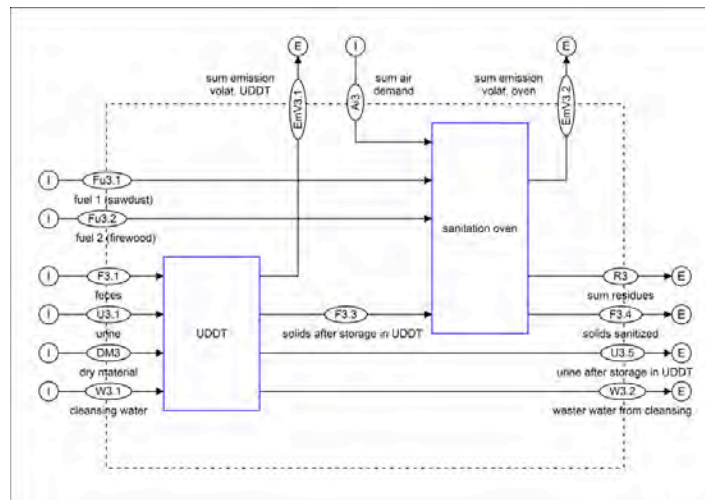 E I E
sum emission
volat. UDDT
EmV3.1
Ai3
sum air
demand
sum emission
volat. oven
EmV3.2
I Fu3.1
fuel 1 (sawdust)
I Fu3.2
fuel 2 (firewood)
sanitation oven
I F3.1
feces
R3 E
sum residues
I U3.1
urine
UDDT
F3.3
solids after storage in UDDT
F3.4 E
solids sanitized
I DM3
dry material
U3.5 E
urine after storage in UDDT
I W3.1
cleansing water
W3.2 E
waster water from cleansing